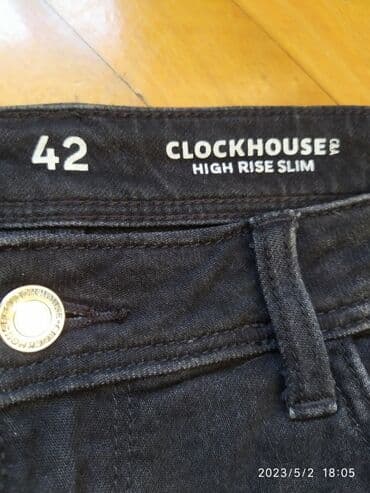 42
CLOCKHOUSE C&A
HIGH RISE SLIM
2023/5/2 18:05